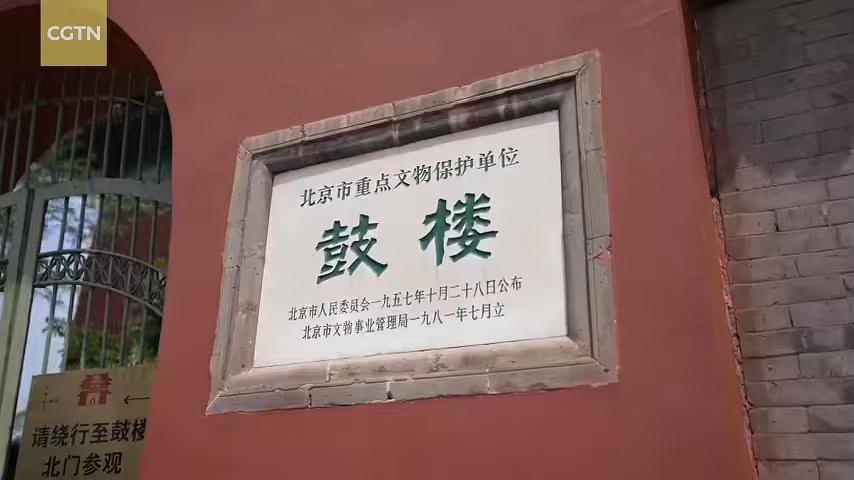 CGTN
北京市重点文物保护单位
鼓楼
北京市人民委员会一九五七年十月二十八日公布
北京市文物事业管理局一九八一年七月立
请绕行至鼓楼
北门参观